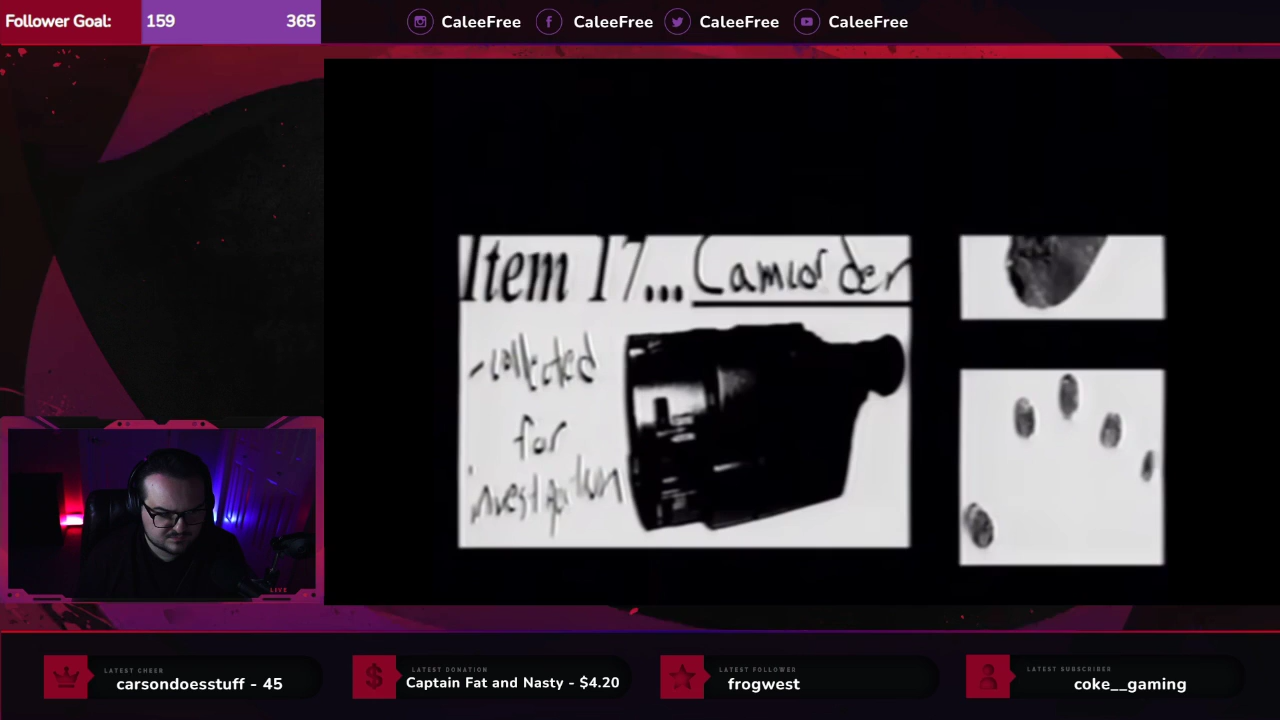 Follower Goal: 159 365
CaleeFree CaleeFree CaleeFree CaleeFree
Item 17... Camcorder
-collected
for
investigation
LIVE
LATEST CHEER
carsondoesstuff - 45
LATEST DONATION
Captain Fat and Nasty - $4.20
LATEST FOLLOWER
frogwest
LATEST SUBSCRIBER
coke__gaming